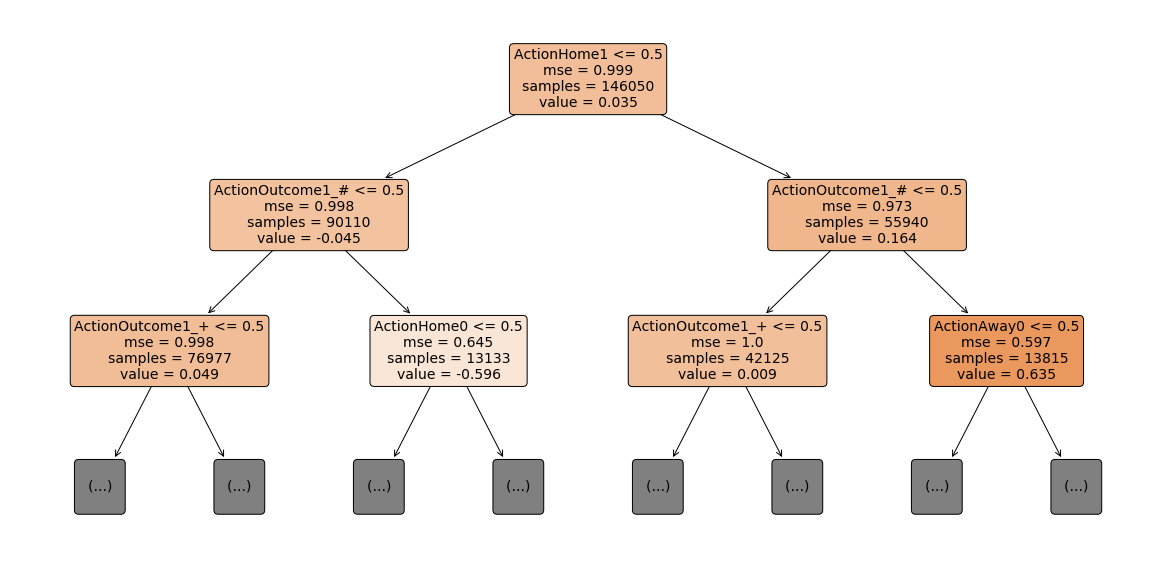 ActionHome1 <= 0.5
mse = 0.999
samples = 146050
value = 0.035
ActionOutcome1_# <= 0.5
mse = 0.998
samples = 90110
value = -0.045
ActionOutcome1_# <= 0.5
mse = 0.973
samples = 55940
value = 0.164
ActionOutcome1_+ <= 0.5
mse = 0.998
samples = 76977
value = 0.049
ActionHome0 <= 0.5
mse = 0.645
samples = 13133
value = -0.596
ActionOutcome1_+ <= 0.5
mse = 1.0
samples = 42125
value = 0.009
ActionAway0 <= 0.5
mse = 0.597
samples = 13815
value = 0.635
(...)
(...)
(...)
(...)
(...)
(...)
(...)
(...)